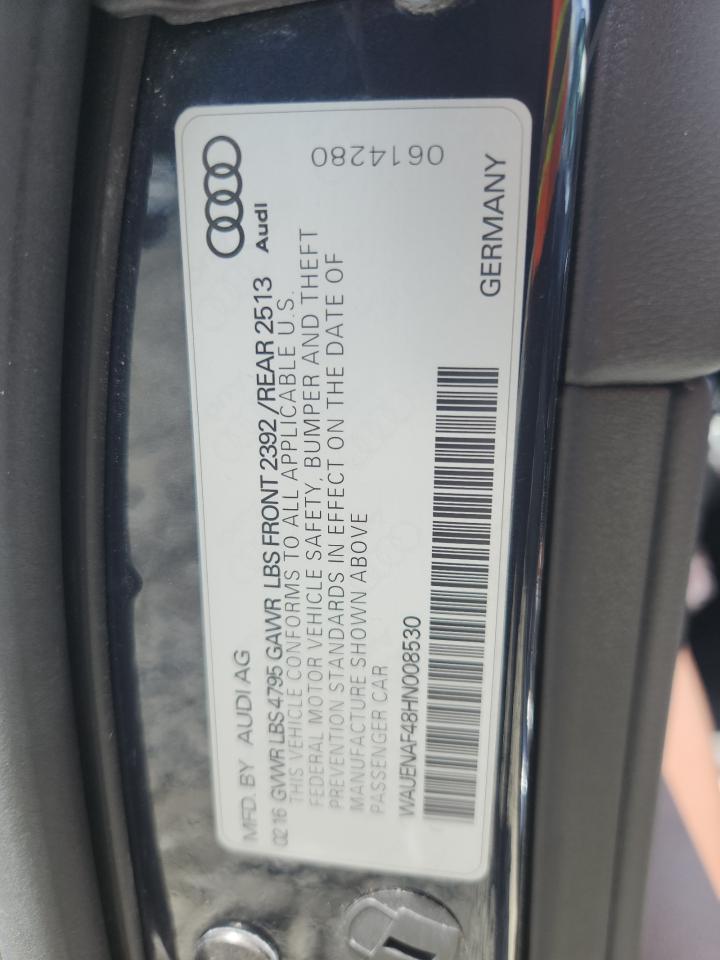 Audi
0614280
MFD. BY AUDI AG
02 16 GVWR LBS 4795 GAWR LBS FRONT 2392 /REAR 2513
THIS VEHICLE CONFORMS TO ALL APPLICABLE U.S.
FEDERAL MOTOR VEHICLE SAFETY, BUMPER AND THEFT
PREVENTION STANDARDS IN EFFECT ON THE DATE OF
MANUFACTURE SHOWN ABOVE
PASSENGER CAR
WAUENAF48HN008530
GERMANY